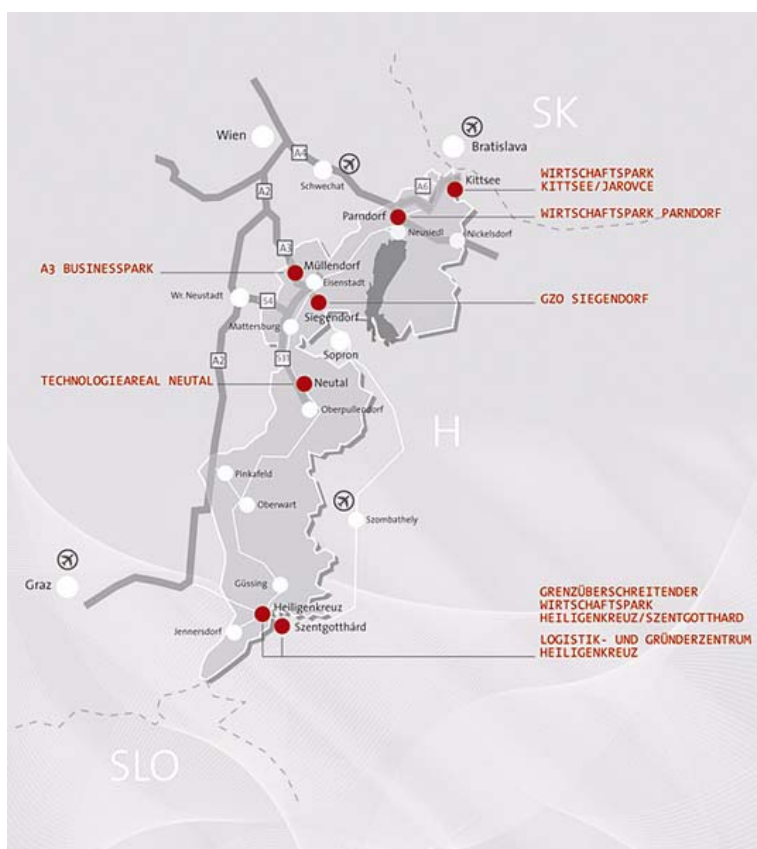 SK
Wien
Bratislava
A4
Schwechat
A6
Kittsee
WIRTSCHAFTSPARK
KITTSEE/JAROVCE
A2
Parndorf
WIRTSCHAFTSPARK PARNDORF
Neusiedl
Nickelsdorf
A3
A3 BUSINESSPARK
Müllendorf
Eisenstadt
Wr. Neustadt
S4
GZO SIEGENDORF
Siegendorf
Mattersburg
Sopron
A2
S31
TECHNOLOGIEAREAL NEUTAL
Neutal
Oberpullendorf
H
Pinkafeld
Oberwart
Szombathely
Graz
Güssing
GRENZÜBERSCHREITENDER
WIRTSCHAFTSPARK
HEILIGENKREUZ/SZENTGOTTHARD
Heiligenkreuz
Szentgotthárd
Jennersdorf
LOGISTIK- UND GRÜNDERZENTRUM
HEILIGENKREUZ
SLO